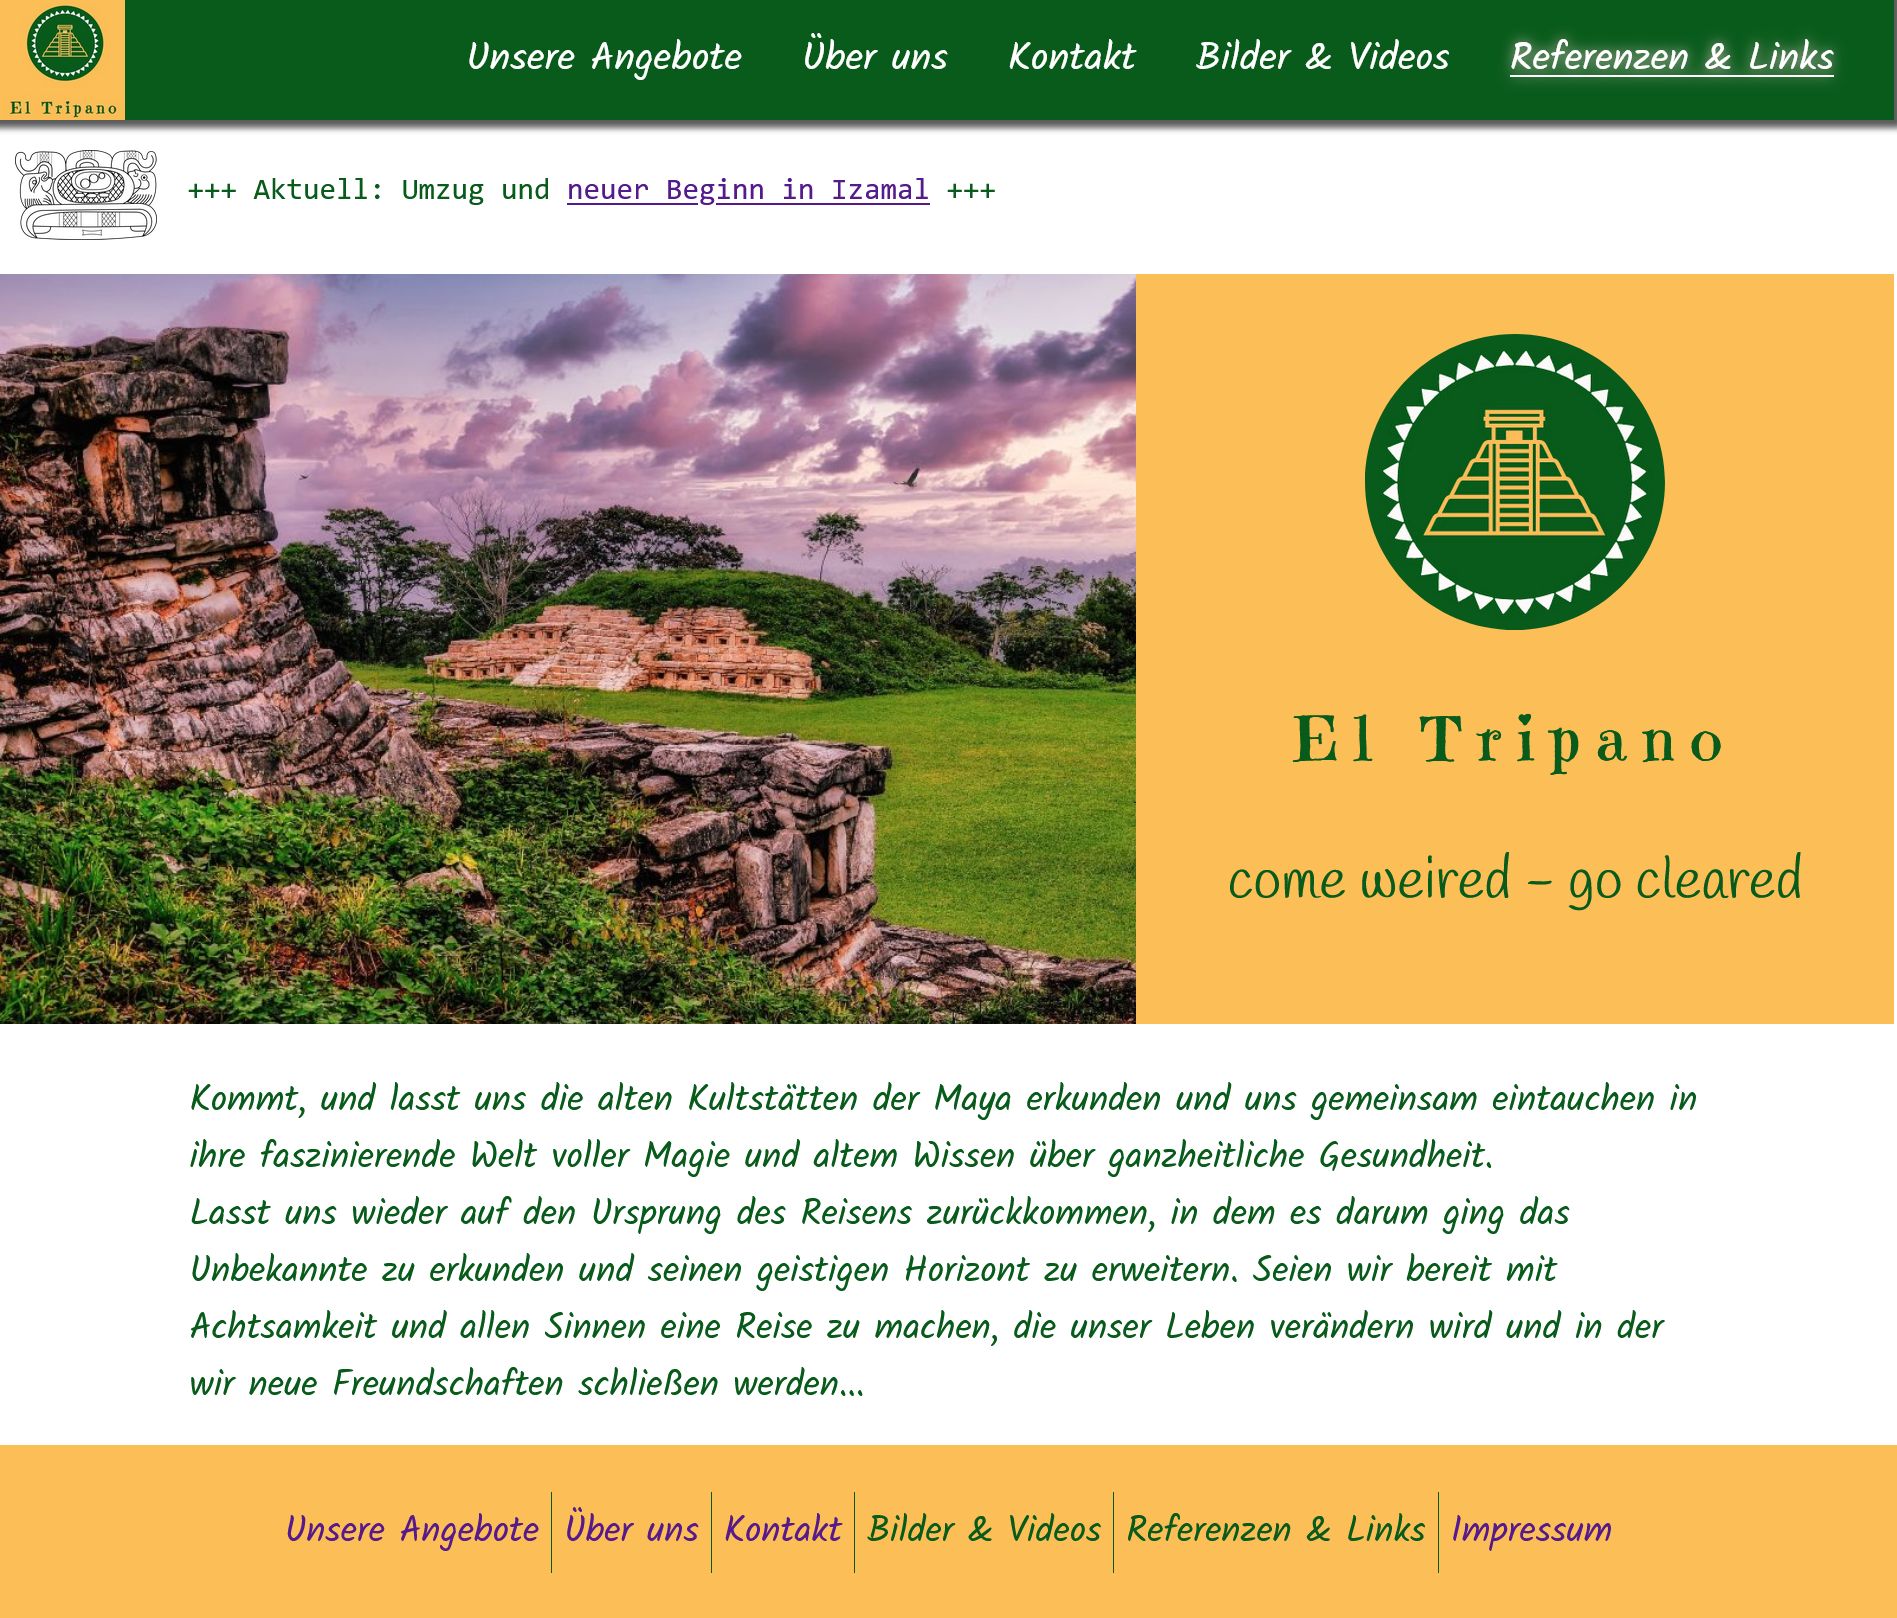 El Tripano
Unsere Angebote Über uns Kontakt Bilder & Videos Referenzen & Links
+++ Aktuell: Umzug und neuer Beginn in Izamal +++
El Tripano
come weired – go cleared
Kommt, und lasst uns die alten Kultstätten der Maya erkunden und uns gemeinsam eintauchen in
ihre faszinierende Welt voller Magie und altem Wissen über ganzheitliche Gesundheit.
Lasst uns wieder auf den Ursprung des Reisens zurückkommen, in dem es darum ging das
Unbekannte zu erkunden und seinen geistigen Horizont zu erweitern. Seien wir bereit mit
Achtsamkeit und allen Sinnen eine Reise zu machen, die unser Leben verändern wird und in der
wir neue Freundschaften schließen werden...
Unsere Angebote Über uns Kontakt Bilder & Videos Referenzen & Links Impressum